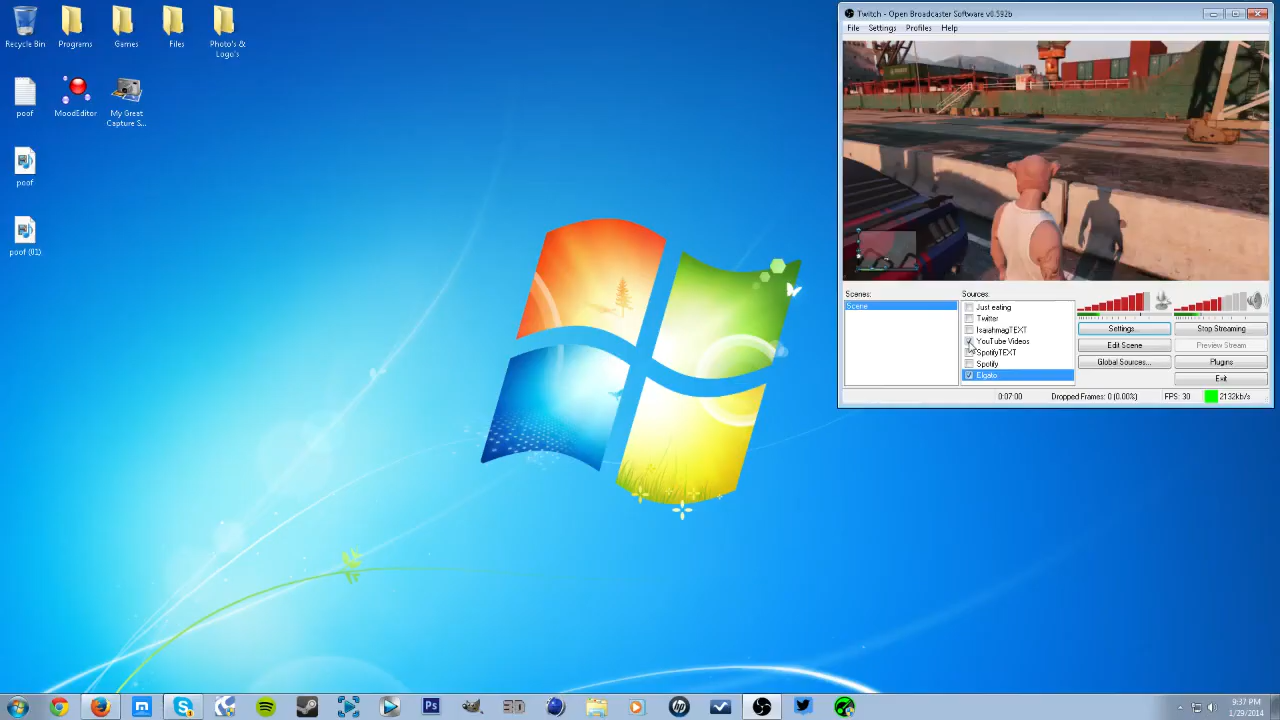 Twitch - Open Broadcaster Software v0.592b
File Settings Profiles Help
Recycle Bin
Programs
Games
Files
Photo's &
Logo's
poof
MoodEditor
My Great
Capture S...
poof
poof (01)
Scenes:
Scene
Sources:
Just eating
Twitter
IsaiahmagTEXT
YouTube Videos
SpotifyTEXT
Spotify
Elgato
Settings...
Stop Streaming
Edit Scene
Preview Stream
Global Sources...
Plugins
Exit
0:07:00
Dropped Frames: 0 (0.00%)
FPS: 30
2132kb/s
Ps
hp
9:37 PM
1/29/2014